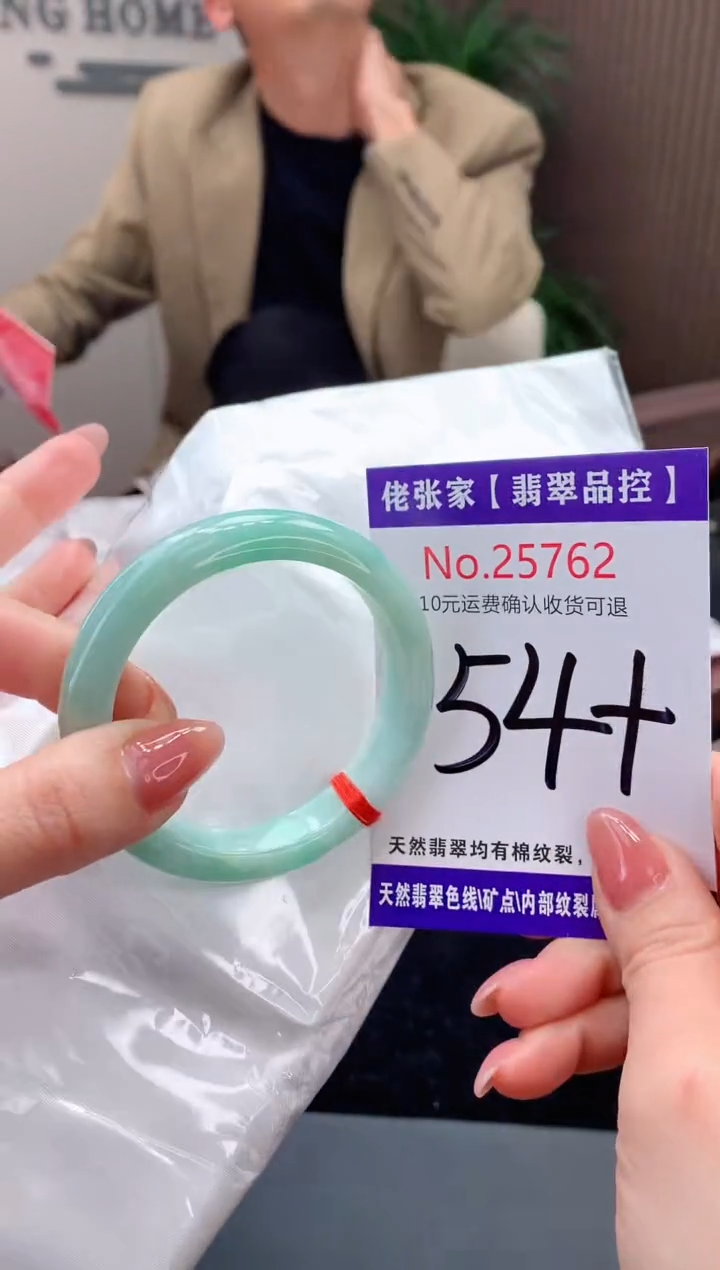 NG HOME
佬张家【翡翠品控】
No.25762
10元运费确认收货可退
54+
天然翡翠均有棉纹裂,
天然翡翠色线\矿点\内部纹裂